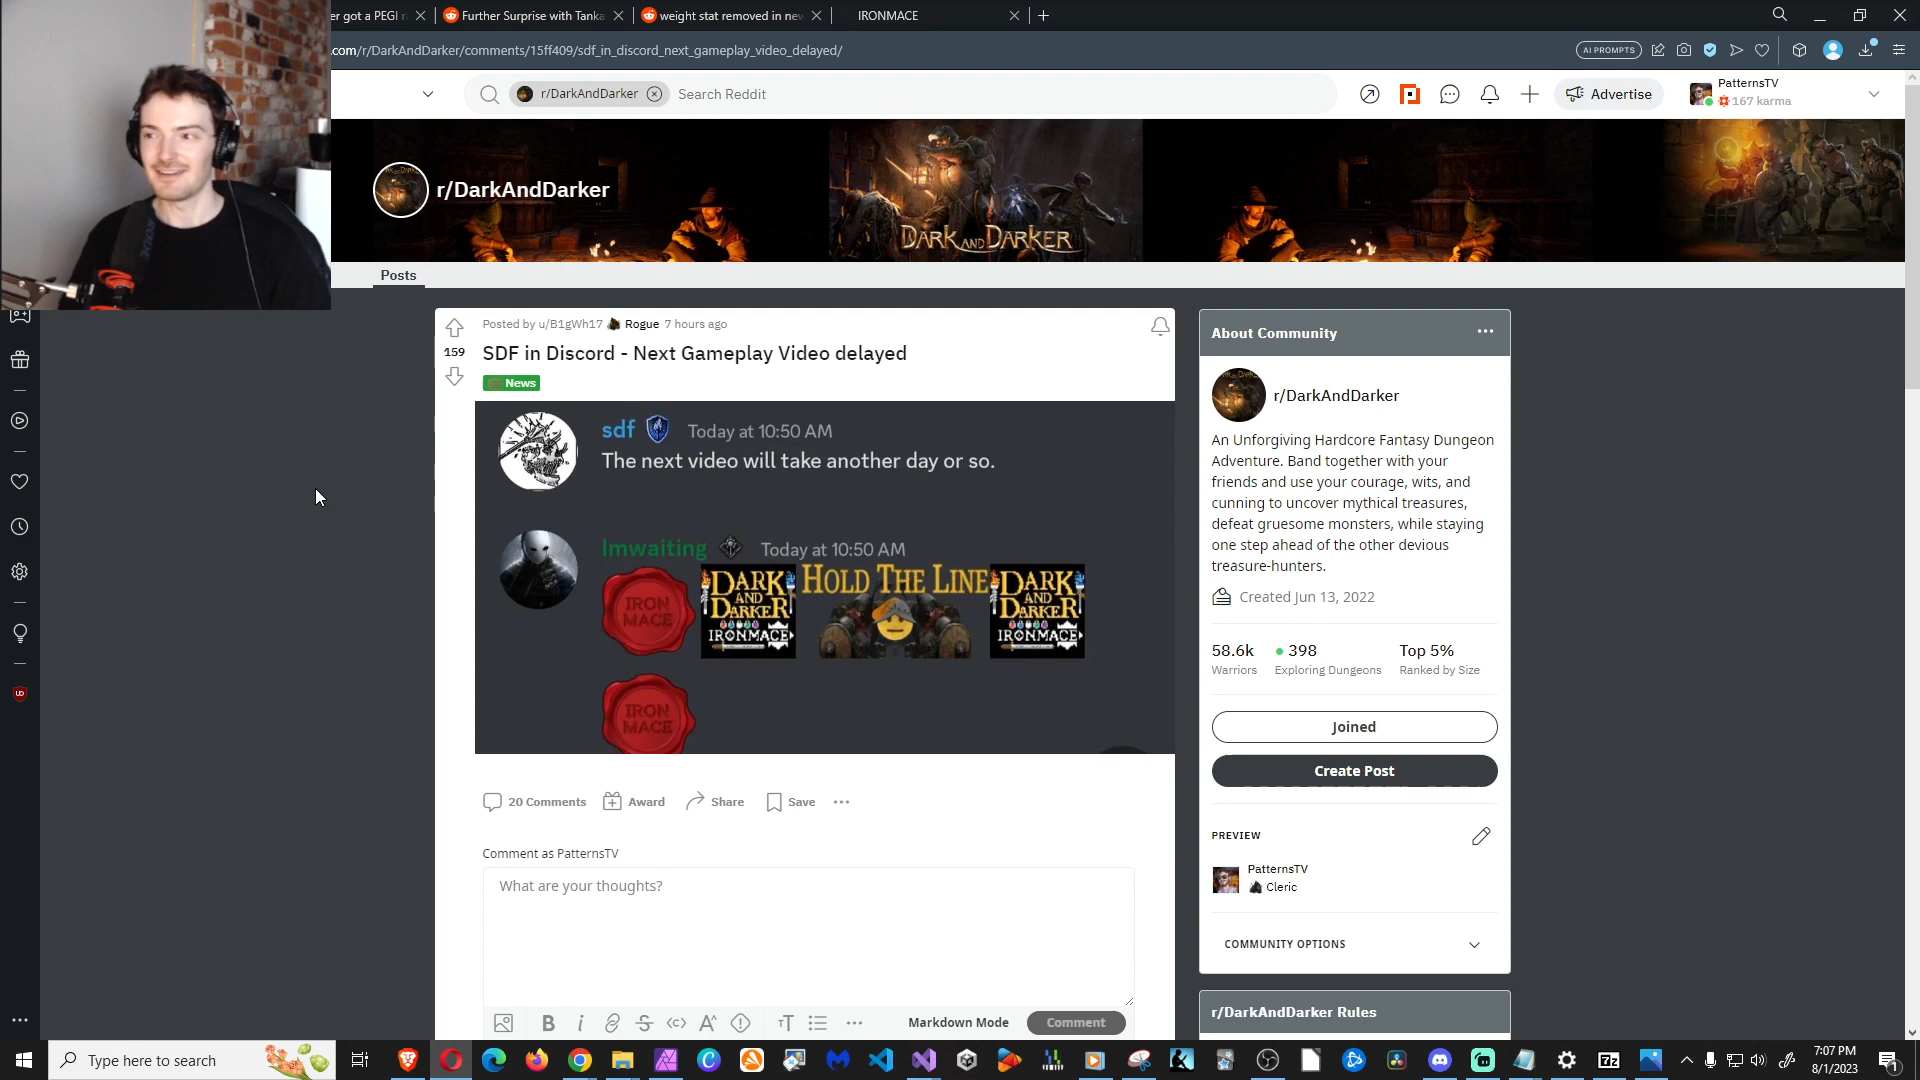 er got a PEGI r
Further Surprise with Tanka
weight stat removed in new
IRONMACE
.com/r/DarkAndDarker/comments/15ff409/sdf_in_discord_next_gameplay_video_delayed/
AI PROMPTS
r/DarkAndDarker
Search Reddit
Advertise
PatternsTV
167 karma
r/DarkAndDarker
DARK AND DARKER
Posts
Posted by u/B1gWh17 Rogue 7 hours ago
159
SDF in Discord - Next Gameplay Video delayed
News
sdf Today at 10:50 AM
The next video will take another day or so.
Imwaiting Today at 10:50 AM
IRON
MACE
DARK
AND
DARKER
IRONMACE
HOLD THE LINE
DARK
AND
DARKER
IRONMACE
IRON
MACE
20 Comments
Award
Share
Save
Comment as PatternsTV
What are your thoughts?
Markdown Mode
Comment
About Community
r/DarkAndDarker
An Unforgiving Hardcore Fantasy Dungeon
Adventure. Band together with your
friends and use your courage, wits, and
cunning to uncover mythical treasures,
defeat gruesome monsters, while staying
one step ahead of the other devious
treasure-hunters.
Created Jun 13, 2022
58.6k
Warriors
398
Exploring Dungeons
Top 5%
Ranked by Size
Joined
Create Post
PREVIEW
PatternsTV
Cleric
COMMUNITY OPTIONS
r/DarkAndDarker Rules
Type here to search
7:07 PM
8/1/2023